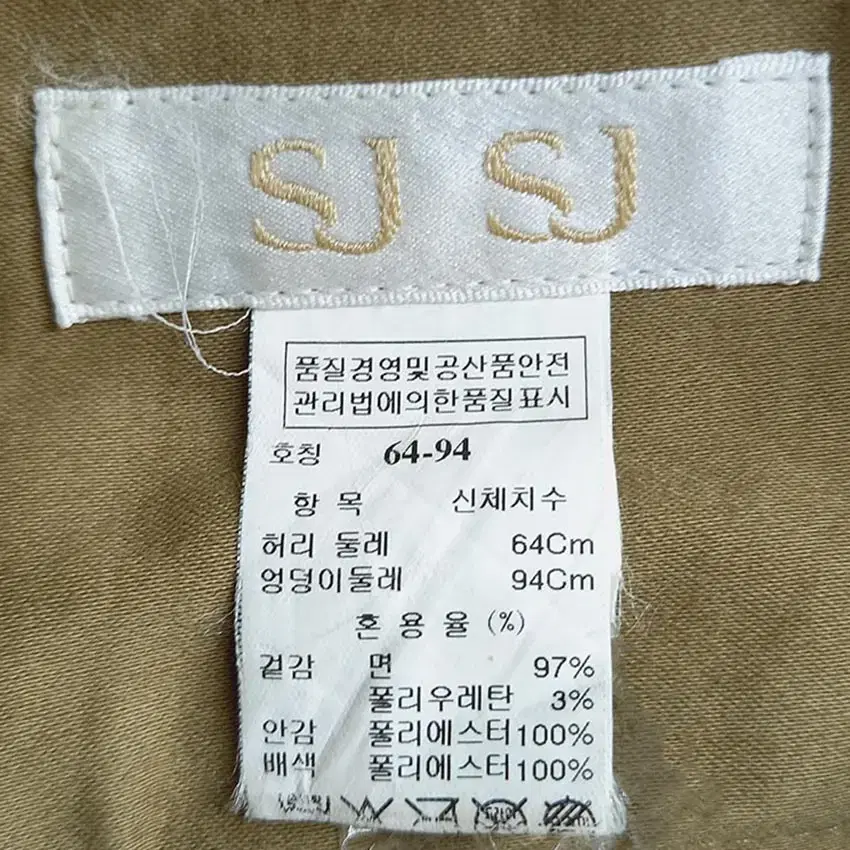 SJ SJ
품질경영및공산품안전
관리법에의한품질표시
호칭 64-94
항 목 신체치수
허리 둘레 64Cm
엉덩이둘레 94Cm
혼 용 율 (%)
겉감 면 97%
폴리우레탄 3%
안감 폴리에스터100%
배색 폴리에스터100%